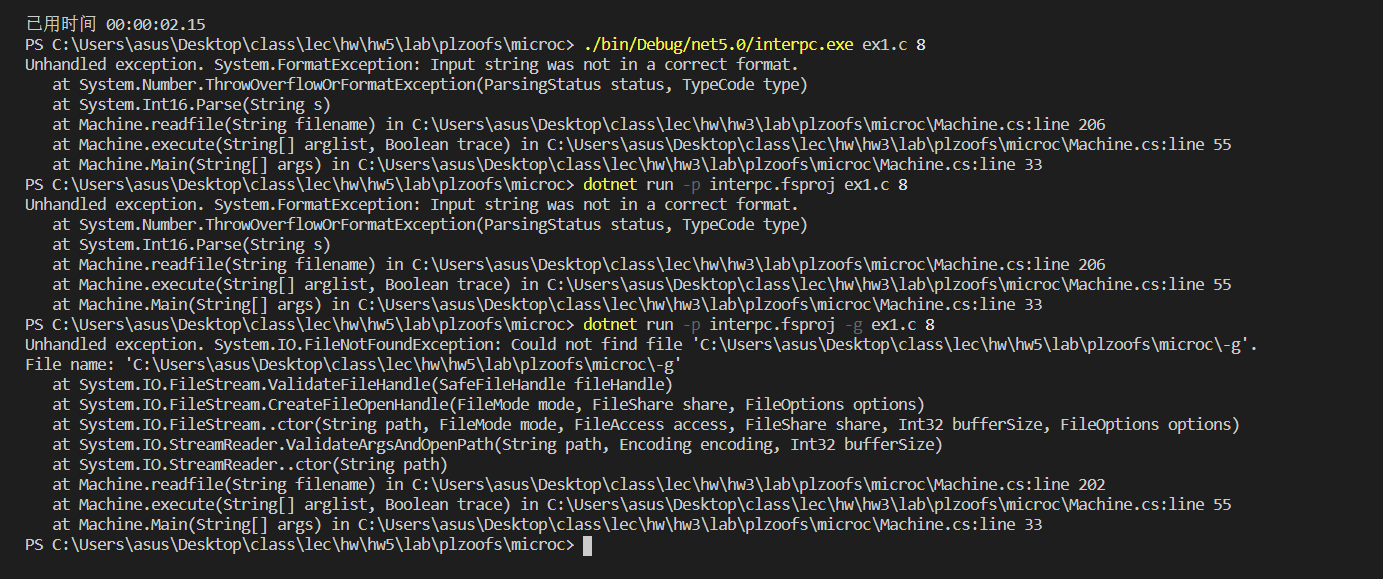 已用时间 00:00:02.15
PS C:\Users\asus\Desktop\class\lec\hw\hw5\lab\plzoofs\microc> ./bin/Debug/net5.0/interpc.exe ex1.c 8
Unhandled exception. System.FormatException: Input string was not in a correct format.
   at System.Number.ThrowOverflowOrFormatException(ParsingStatus status, TypeCode type)
   at System.Int16.Parse(String s)
   at Machine.readfile(String filename) in C:\Users\asus\Desktop\class\lec\hw\hw3\lab\plzoofs\microc\Machine.cs:line 206
   at Machine.execute(String[] arglist, Boolean trace) in C:\Users\asus\Desktop\class\lec\hw\hw3\lab\plzoofs\microc\Machine.cs:line 55
   at Machine.Main(String[] args) in C:\Users\asus\Desktop\class\lec\hw\hw3\lab\plzoofs\microc\Machine.cs:line 33
PS C:\Users\asus\Desktop\class\lec\hw\hw5\lab\plzoofs\microc> dotnet run -p interpc.fsproj ex1.c 8
Unhandled exception. System.FormatException: Input string was not in a correct format.
   at System.Number.ThrowOverflowOrFormatException(ParsingStatus status, TypeCode type)
   at System.Int16.Parse(String s)
   at Machine.readfile(String filename) in C:\Users\asus\Desktop\class\lec\hw\hw3\lab\plzoofs\microc\Machine.cs:line 206
   at Machine.execute(String[] arglist, Boolean trace) in C:\Users\asus\Desktop\class\lec\hw\hw3\lab\plzoofs\microc\Machine.cs:line 55
   at Machine.Main(String[] args) in C:\Users\asus\Desktop\class\lec\hw\hw3\lab\plzoofs\microc\Machine.cs:line 33
PS C:\Users\asus\Desktop\class\lec\hw\hw5\lab\plzoofs\microc> dotnet run -p interpc.fsproj -g ex1.c 8
Unhandled exception. System.IO.FileNotFoundException: Could not find file 'C:\Users\asus\Desktop\class\lec\hw\hw5\lab\plzoofs\microc\-g'.
File name: 'C:\Users\asus\Desktop\class\lec\hw\hw5\lab\plzoofs\microc\-g'
   at System.IO.FileStream.ValidateFileHandle(SafeFileHandle fileHandle)
   at System.IO.FileStream.CreateFileOpenHandle(FileMode mode, FileShare share, FileOptions options)
   at System.IO.FileStream..ctor(String path, FileMode mode, FileAccess access, FileShare share, Int32 bufferSize, FileOptions options)
   at System.IO.StreamReader.ValidateArgsAndOpenPath(String path, Encoding encoding, Int32 bufferSize)
   at System.IO.StreamReader..ctor(String path)
   at Machine.readfile(String filename) in C:\Users\asus\Desktop\class\lec\hw\hw3\lab\plzoofs\microc\Machine.cs:line 202
   at Machine.execute(String[] arglist, Boolean trace) in C:\Users\asus\Desktop\class\lec\hw\hw3\lab\plzoofs\microc\Machine.cs:line 55
   at Machine.Main(String[] args) in C:\Users\asus\Desktop\class\lec\hw\hw3\lab\plzoofs\microc\Machine.cs:line 33
PS C:\Users\asus\Desktop\class\lec\hw\hw5\lab\plzoofs\microc>